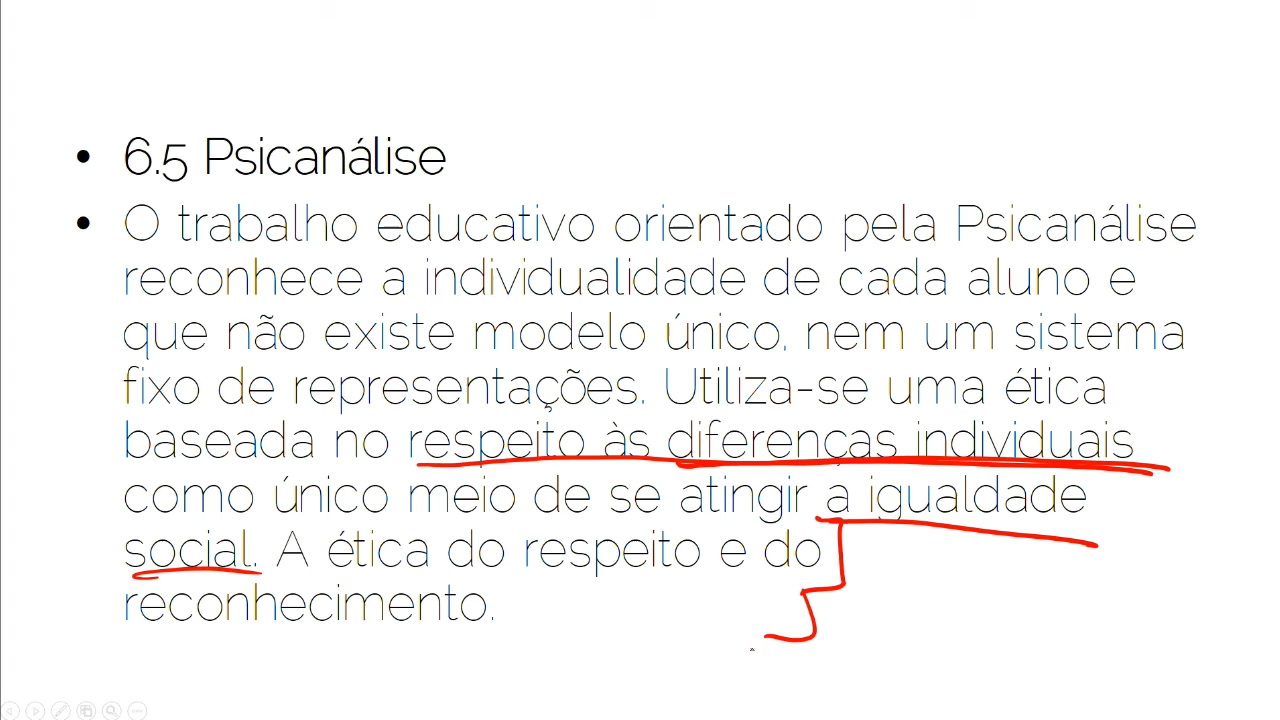 • 6.5 Psicanálise
• O trabalho educativo orientado pela Psicanálise
reconhece a individualidade de cada aluno e
que não existe modelo único, nem um sistema
fixo de representações. Utiliza-se uma ética
baseada no respeito às diferenças individuais
como único meio de se atingir a igualdade
social. A ética do respeito e do
reconhecimento.